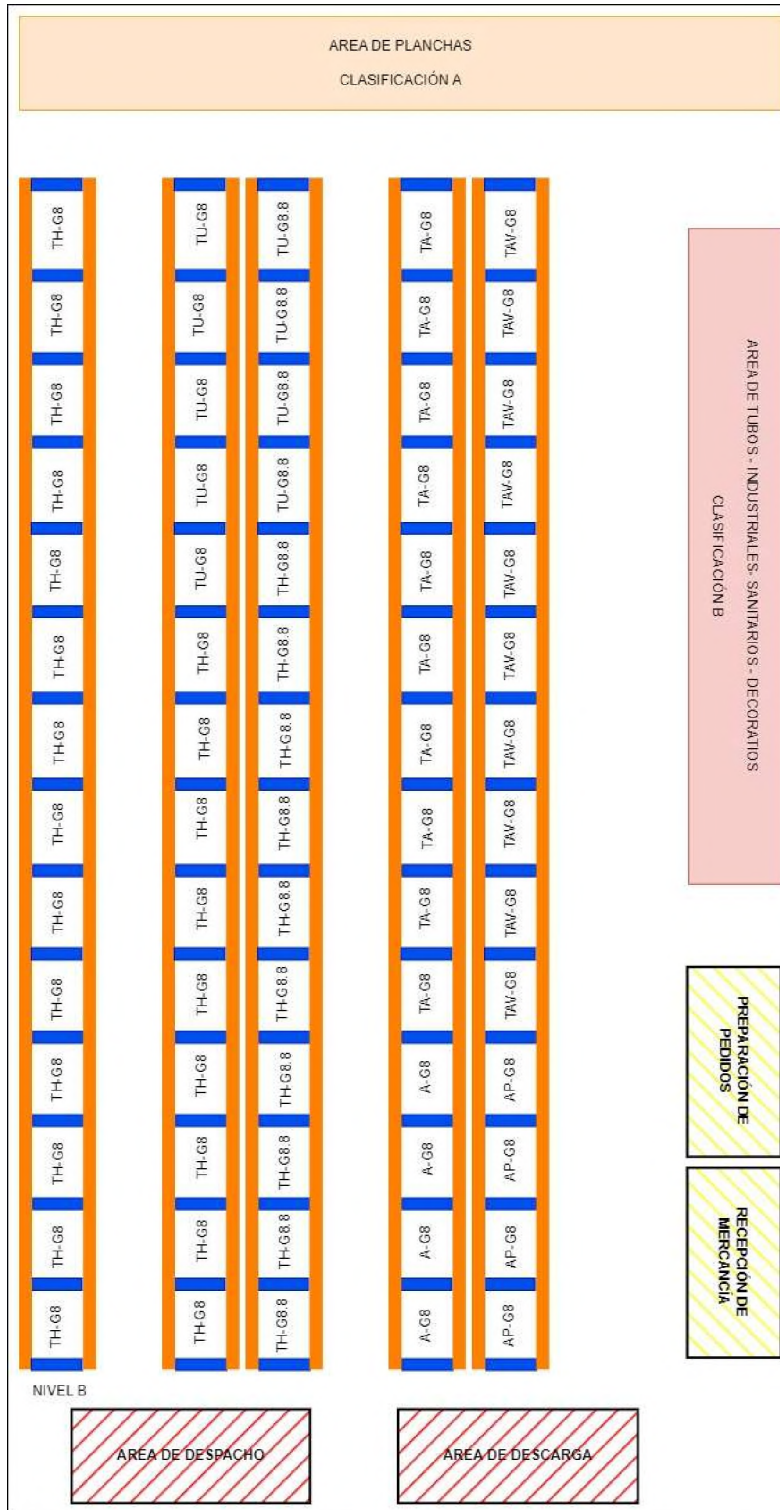 AREA DE PLANCHAS
CLASIFICACIÓN A
TH-G8
TH-G8
TH-G8
TH-G8
TH-G8
TH-G8
TH-G8
TH-G8
TH-G8
TH-G8
TH-G8
TH-G8
TH-G8
TH-G8
TU-G8
TU-G8
TU-G8
TU-G8
TU-G8
TH-G8
TH-G8
TH-G8
TH-G8
TH-G8
TH-G8
TH-G8
TH-G8
TH-G8
TU-G8.8
TU-G8.8
TU-G8.8
TU-G8.8
TH-G8.8
TH-G8.8
TH-G8.8
TH-G8.8
TH-G8.8
TH-G8.8
TH-G8.8
TH-G8.8
TH-G8.8
TH-G8.8
TA-G8
TA-G8
TA-G8
TA-G8
TA-G8
TA-G8
TA-G8
TA-G8
TA-G8
TA-G8
A-G8
A-G8
A-G8
A-G8
TAV-G8
TAV-G8
TAV-G8
TAV-G8
TAV-G8
TAV-G8
TAV-G8
TAV-G8
TAV-G8
TAV-G8
AP-G8
AP-G8
AP-G8
AP-G8
AREA DE TUBOS - INDUSTRIALES- SANITARIOS - DECORATIOS
CLASIFICACIÓN B
PREPARACIÓN DE
PEDIDOS
RECEPCIÓN DE
MERCANCÍA
NIVEL B
AREA DE DESPACHO
AREA DE DESCARGA